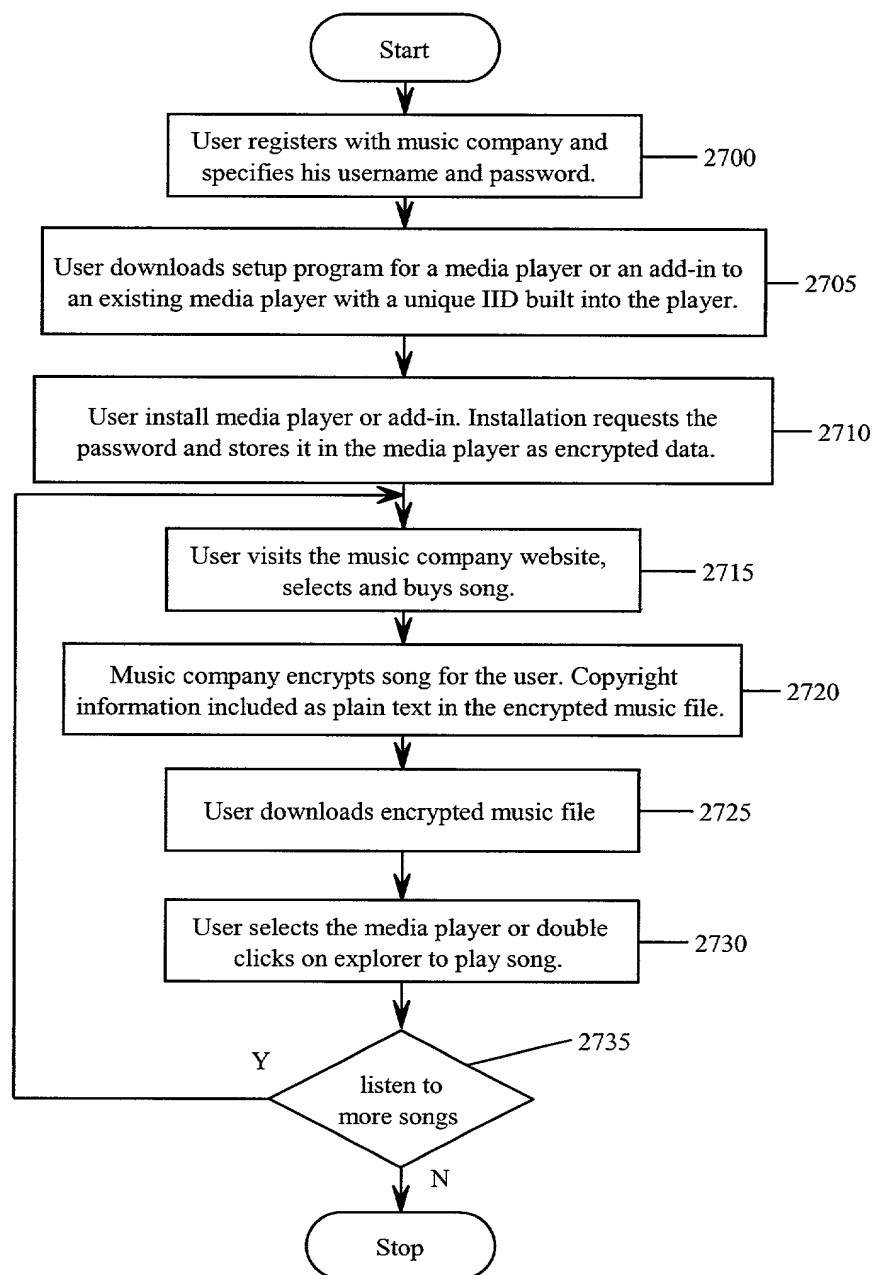 Start
User registers with music company and
specifies his username and password.
2700
User downloads setup program for a media player or an add-in to
an existing media player with a unique IID built into the player.
2705
User install media player or add-in. Installation requests the
password and stores it in the media player as encrypted data.
2710
User visits the music company website,
selects and buys song.
2715
Music company encrypts song for the user. Copyright
information included as plain text in the encrypted music file.
2720
User downloads encrypted music file
2725
User selects the media player or double
clicks on explorer to play song.
2730
2735
Y
listen to
more songs
N
Stop